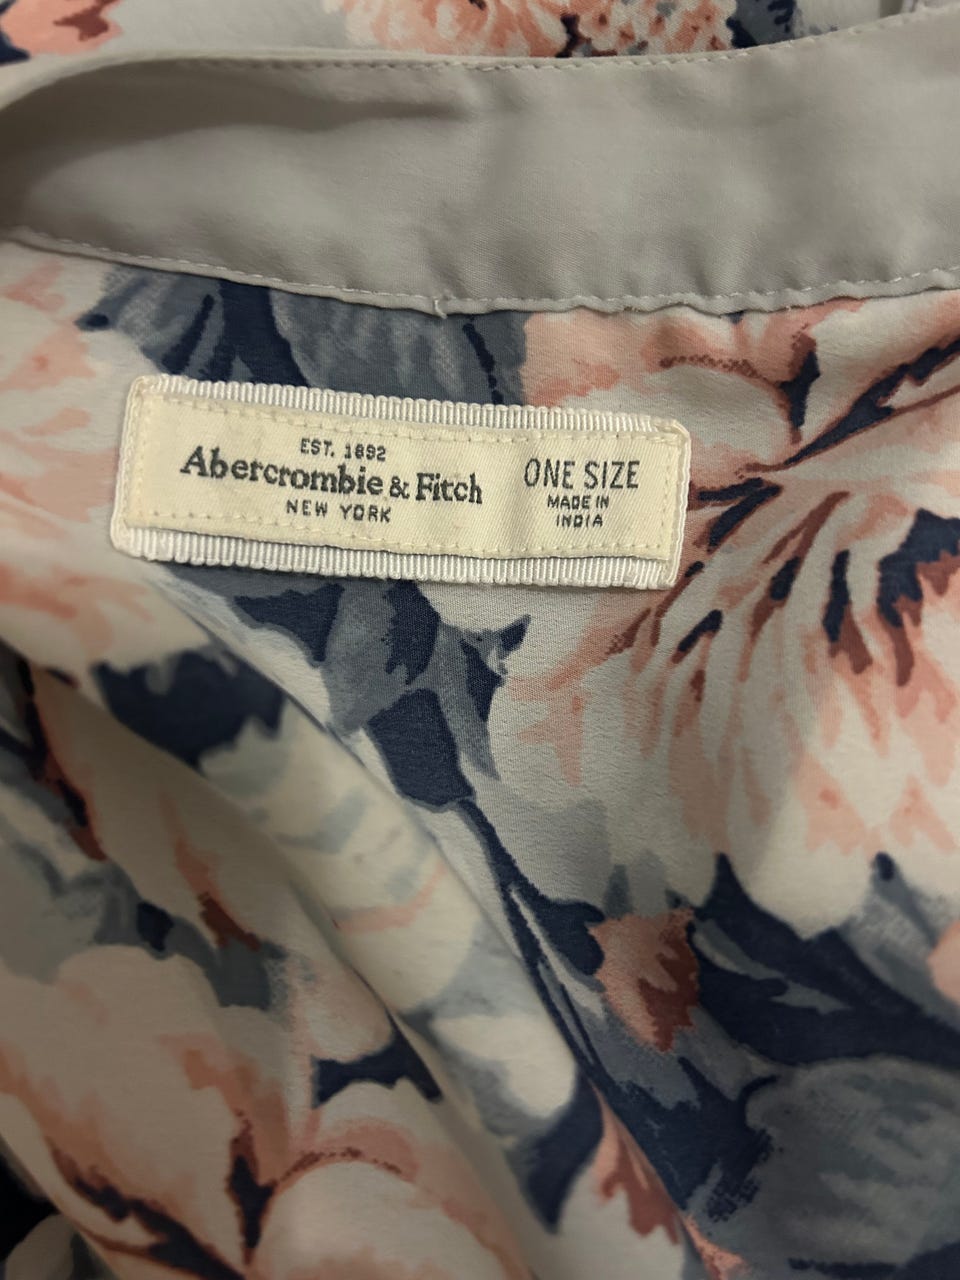 EST. 1892
Abercrombie & Fitch
NEW YORK
ONE SIZE
MADE IN
INDIA